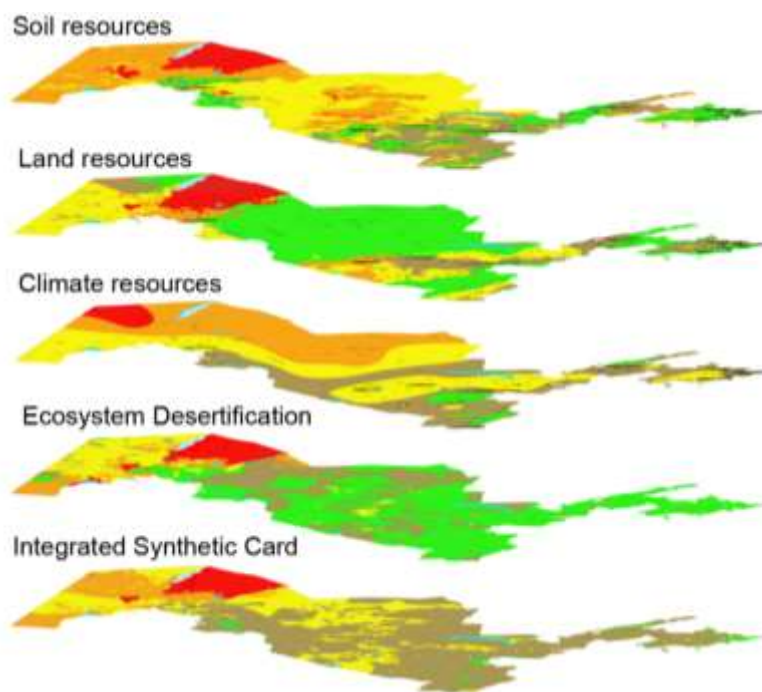 Soil resources
Land resources
Climate resources
Ecosystem Desertification
Integrated Synthetic Card